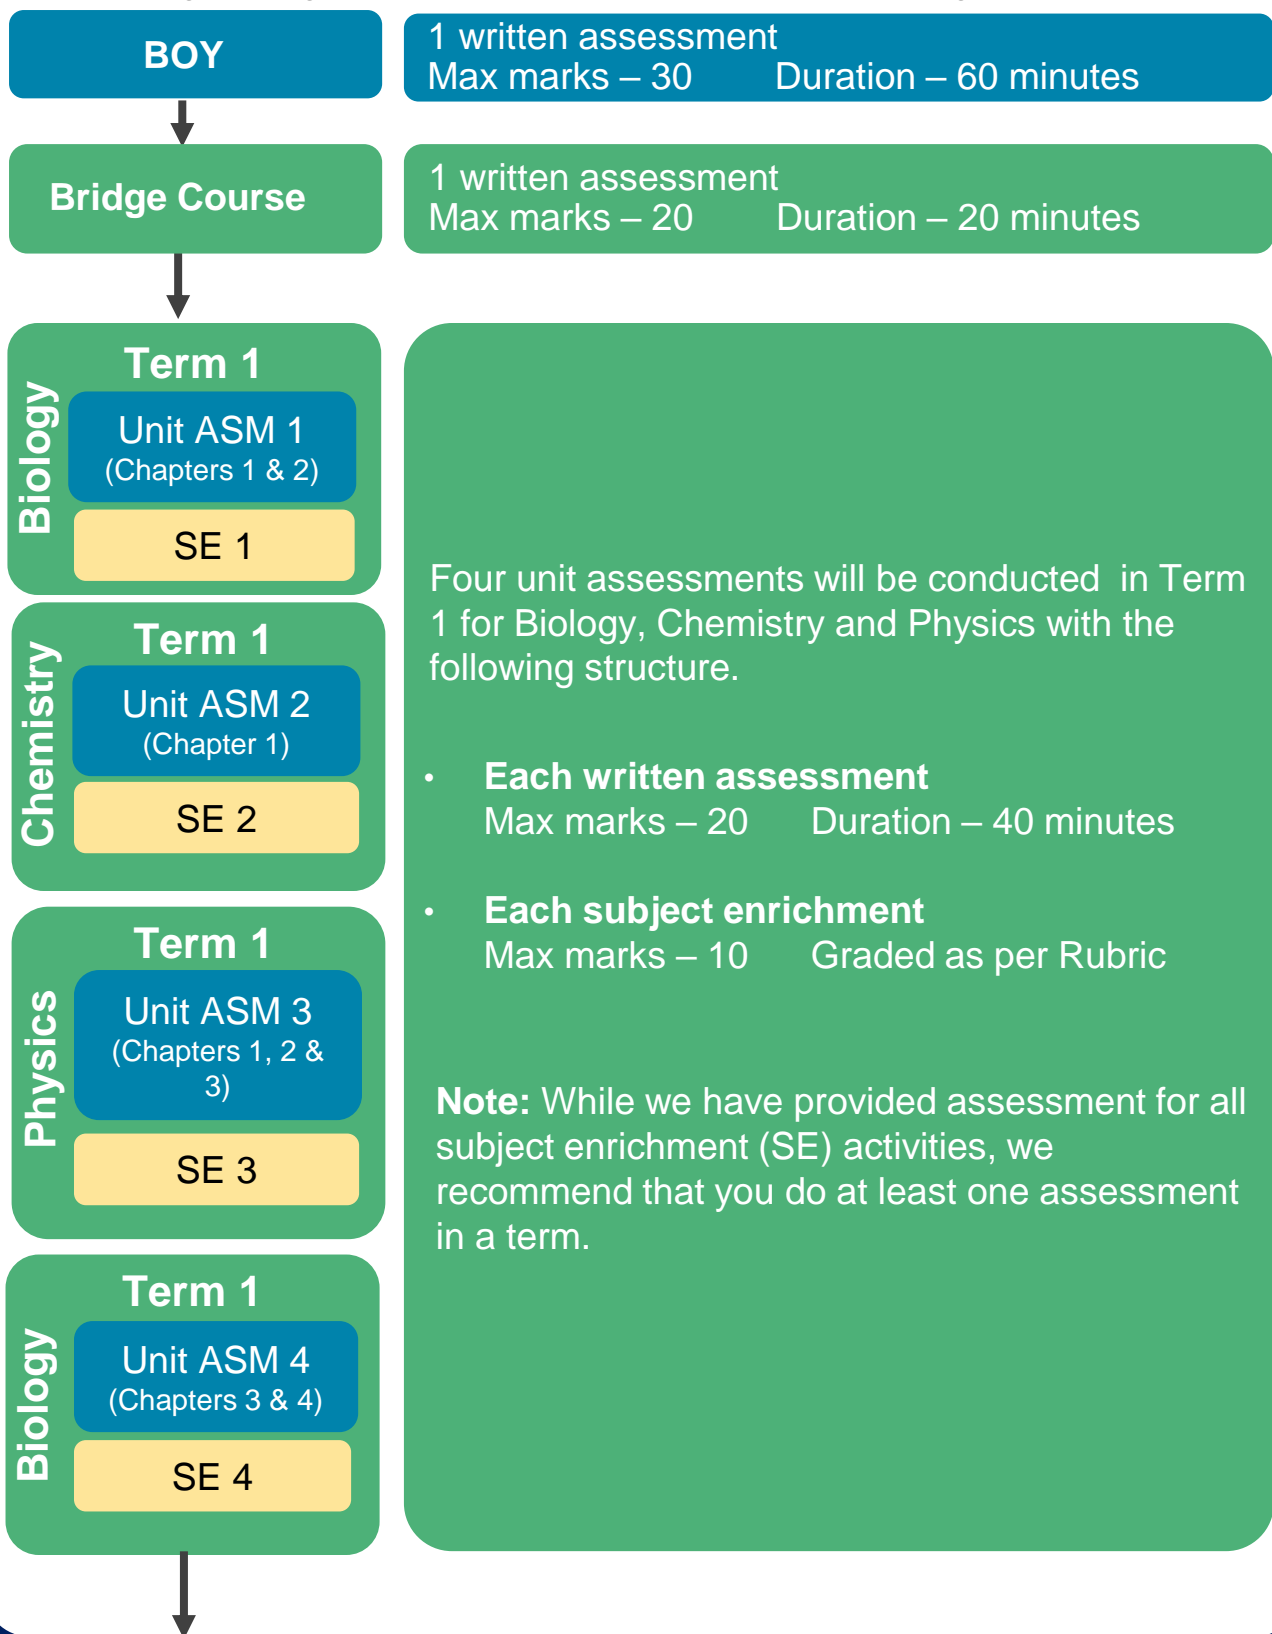 BOY
1 written assessment
Max marks – 30 Duration – 60 minutes
Bridge Course
1 written assessment
Max marks – 20 Duration – 20 minutes
Biology
Term 1
Unit ASM 1
(Chapters 1 & 2)
SE 1
Chemistry
Term 1
Unit ASM 2
(Chapter 1)
SE 2
Physics
Term 1
Unit ASM 3
(Chapters 1, 2 &
3)
SE 3
Biology
Term 1
Unit ASM 4
(Chapters 3 & 4)
SE 4
Four unit assessments will be conducted in Term
1 for Biology, Chemistry and Physics with the
following structure.
• Each written assessment
Max marks – 20 Duration – 40 minutes
• Each subject enrichment
Max marks – 10 Graded as per Rubric
Note: While we have provided assessment for all
subject enrichment (SE) activities, we
recommend that you do at least one assessment
in a term.